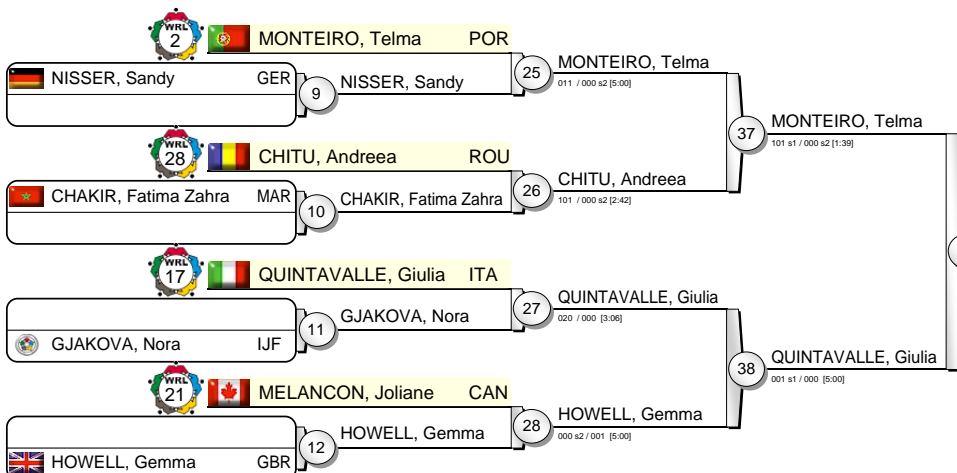 WRL
2
MONTEIRO, Telma POR
NISSER, Sandy GER
9
NISSER, Sandy
25
MONTEIRO, Telma
011 / 000 s2 [5:00]
WRL
28
CHITU, Andreea ROU
CHAKIR, Fatima Zahra MAR
10
CHAKIR, Fatima Zahra
26
CHITU, Andreea
101 / 000 s2 [2:42]
37
MONTEIRO, Telma
101 s1 / 000 s2 [1:39]
WRL
17
QUINTAVALLE, Giulia ITA
11
GJAKOVA, Nora IJF
GJAKOVA, Nora
27
QUINTAVALLE, Giulia
020 / 000 [3:06]
WRL
21
MELANCON, Joliane CAN
12
HOWELL, Gemma GBR
HOWELL, Gemma
28
HOWELL, Gemma
000 s2 / 001 [5:00]
38
QUINTAVALLE, Giulia
001 s1 / 000 [5:00]